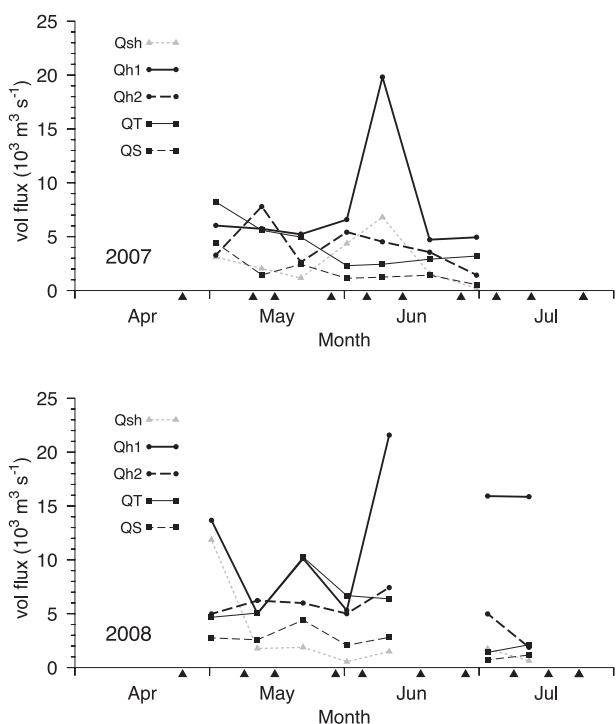 25
Qsh
20
Qh1
Qh2
15
QT
QS
10
5
2007
0
vol flux (10³ m³ s⁻¹)
Apr May Jun Jul
Month
25
Qsh
20
Qh1
Qh2
15
QT
QS
10
5
2008
0
vol flux (10³ m³ s⁻¹)
Apr May Jun Jul
Month